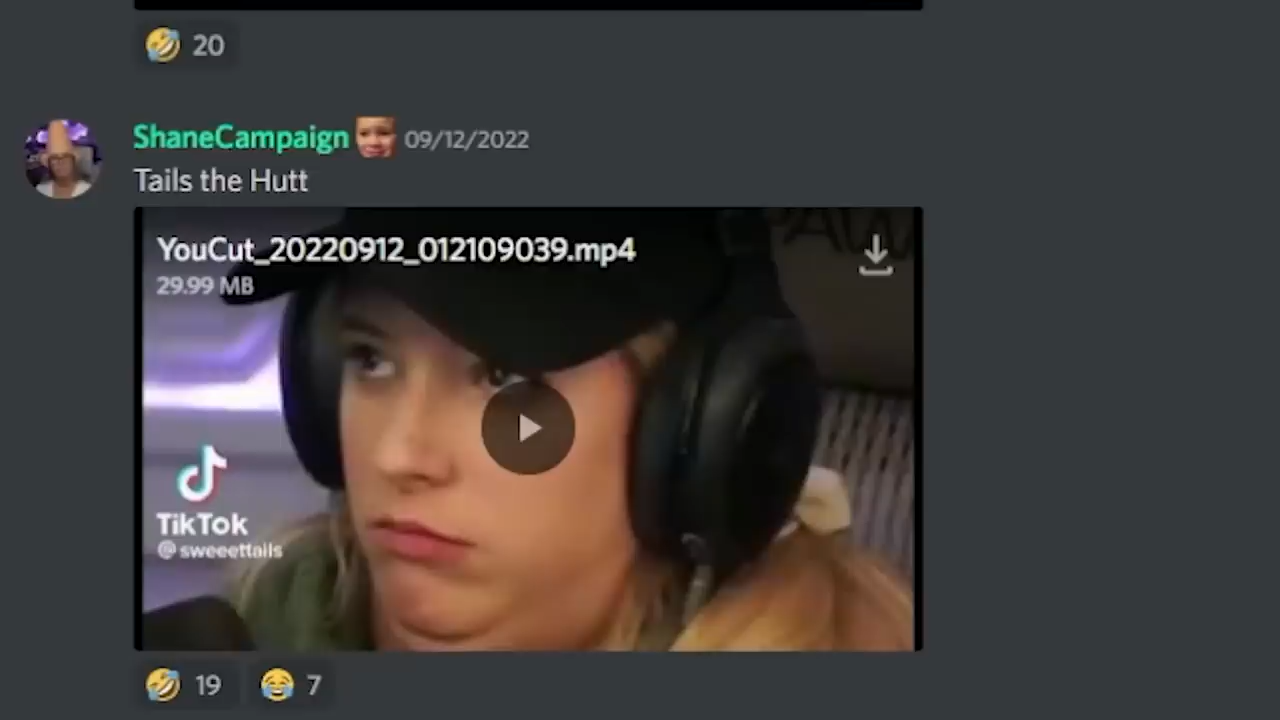 20
ShaneCampaign 09/12/2022
Tails the Hutt
YouCut_20220912_012109039.mp4
29.99 MB
TikTok
@sweeettails
19 7